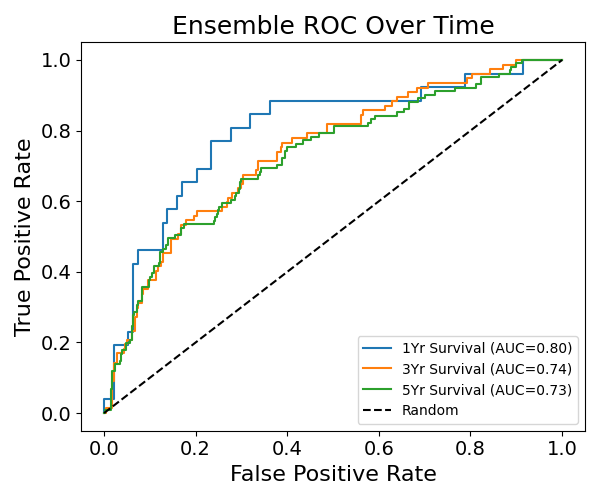 Ensemble ROC Over Time
True Positive Rate
1.0
0.8
0.6
0.4
0.2
0.0
1Yr Survival (AUC=0.80)
3Yr Survival (AUC=0.74)
5Yr Survival (AUC=0.73)
Random
0.0 0.2 0.4 0.6 0.8 1.0
False Positive Rate